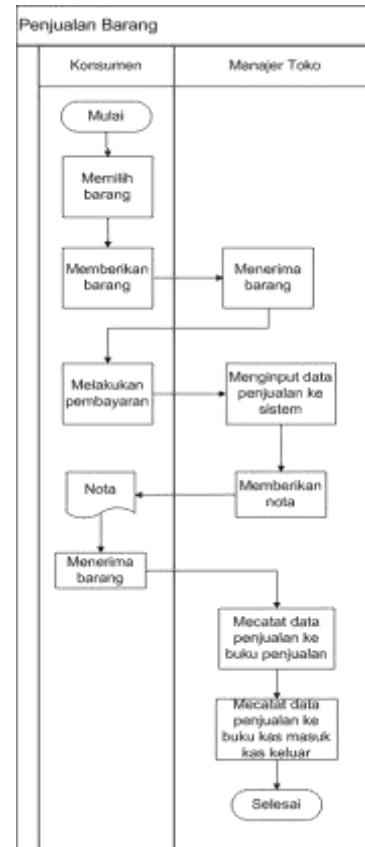 Penjualan Barang
Konsumen
Manajer Toko
Mulai
Memilih
barang
Memberikan
barang
Menerima
barang
Melakukan
pembayaran
Menginput data
penjualan ke
sistem
Memberikan
nota
Nota
Menerima
barang
Mecatat data
penjualan ke
buku penjualan
Mecatat data
penjualan ke
buku kas masuk
kas keluar
Selesai